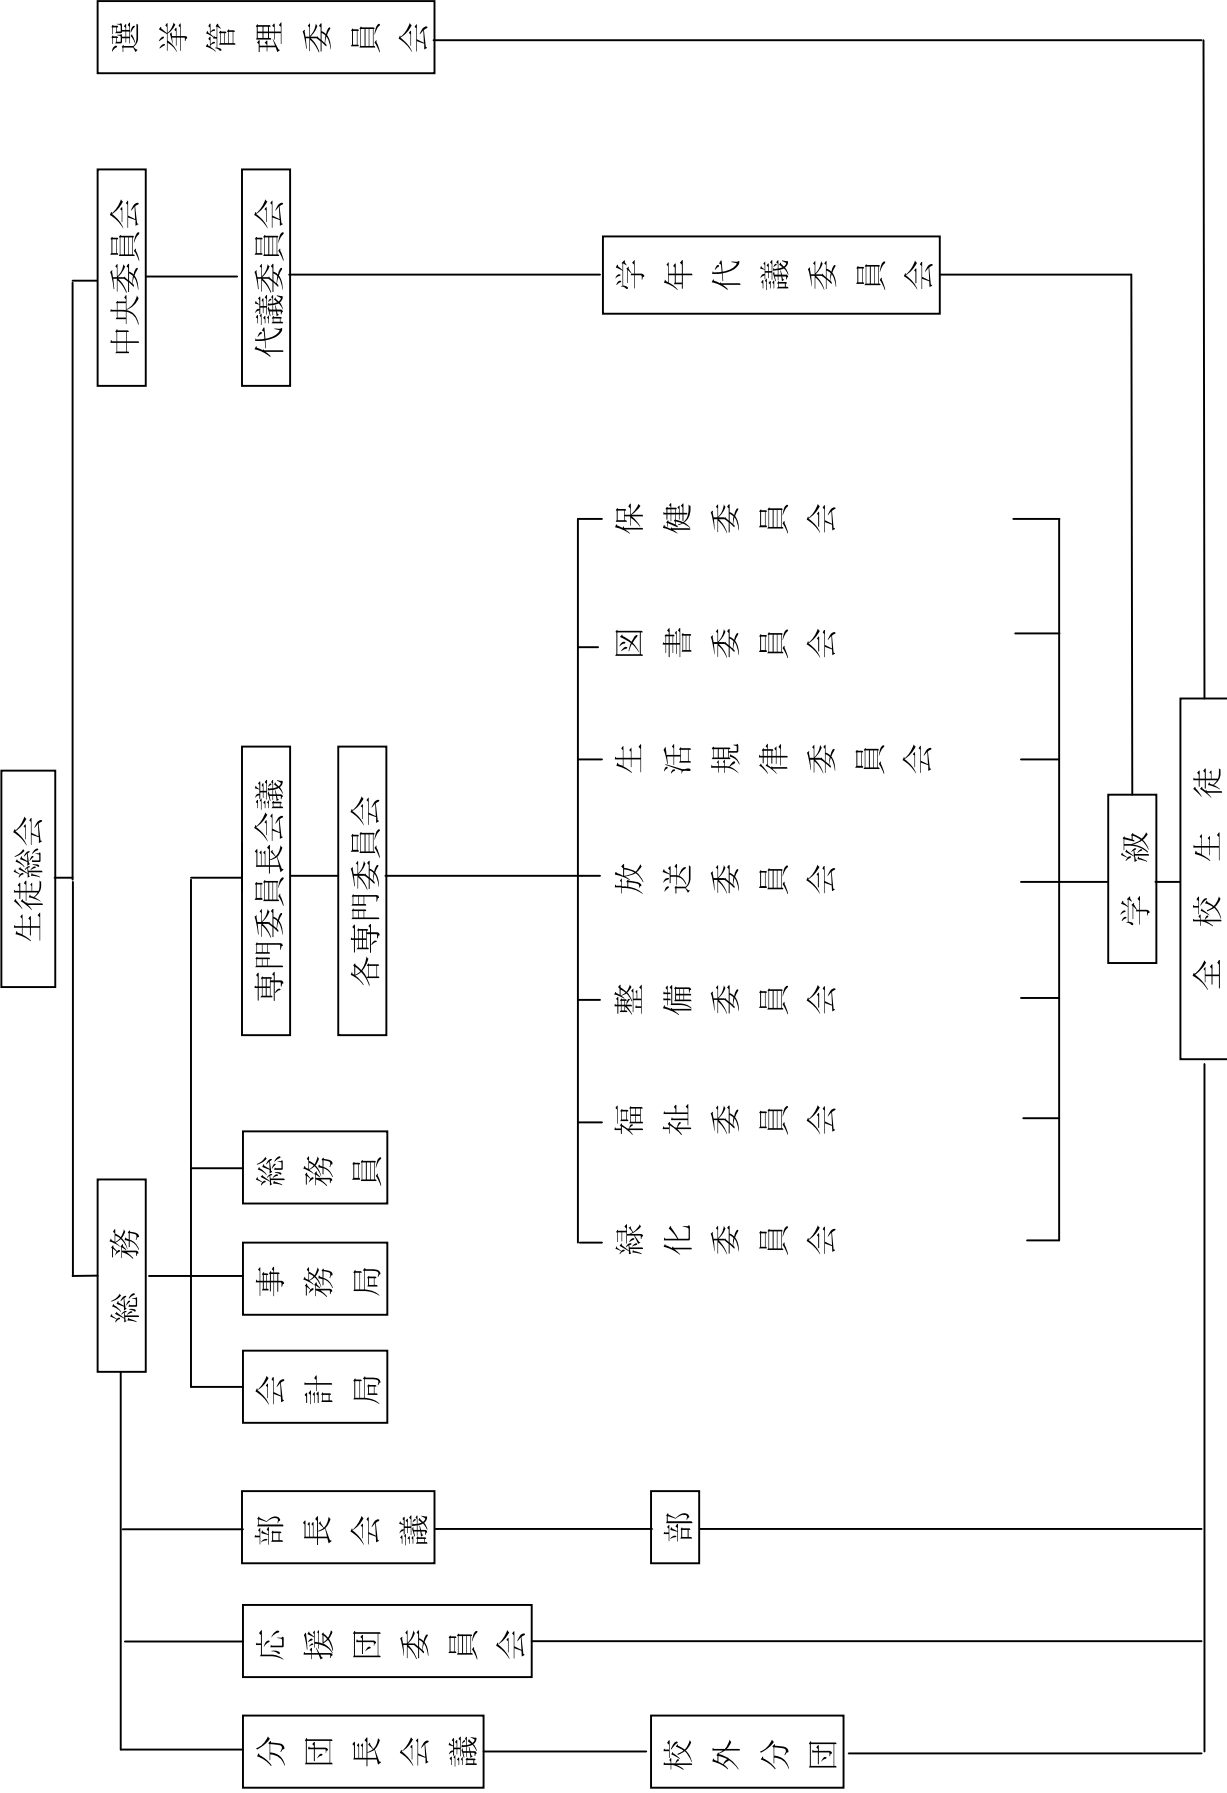 生徒総会
選挙管理委員会
中央委員会
総務
代議委員会
専門委員長会議
総務員
事務局
会計局
部長会議
応援団委員会
分団長会議
各専門委員会
学年代議委員会
保健委員会
図書委員会
生活規律委員会
放送委員会
整備委員会
福祉委員会
緑化委員会
部
校外分団
学級
全校生徒